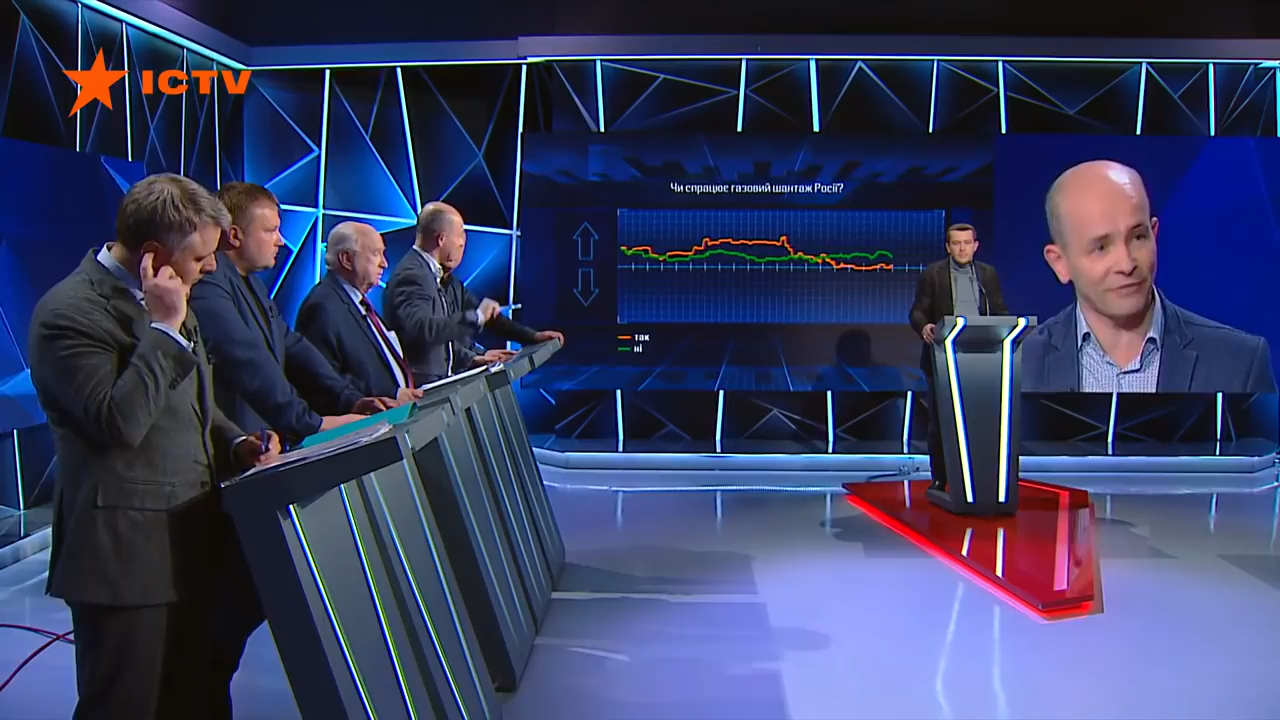 ICTV
Чи спрацює газовий шантаж Росії?
так
ні